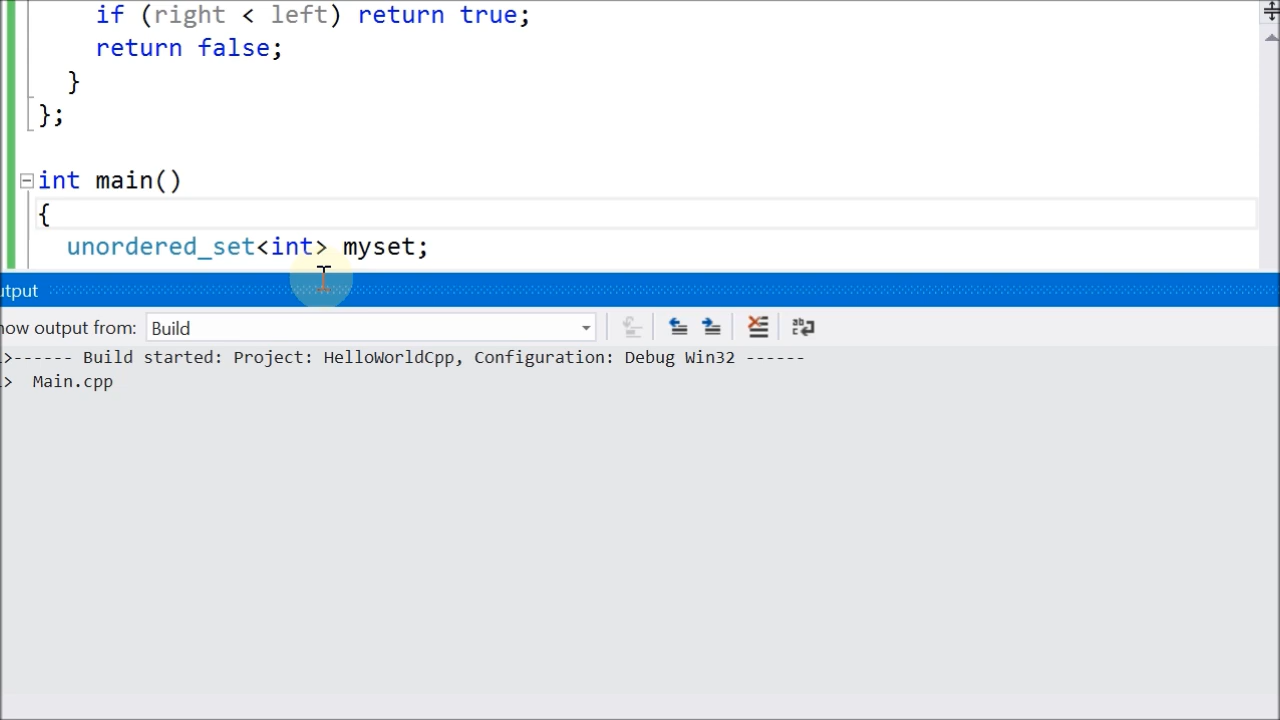 if (right < left) return true;
return false;
}
};
int main()
{
unordered_set<int> myset;
utput
ow output from: Build
>------ Build started: Project: HelloWorldCpp, Configuration: Debug Win32 ------
> Main.cpp